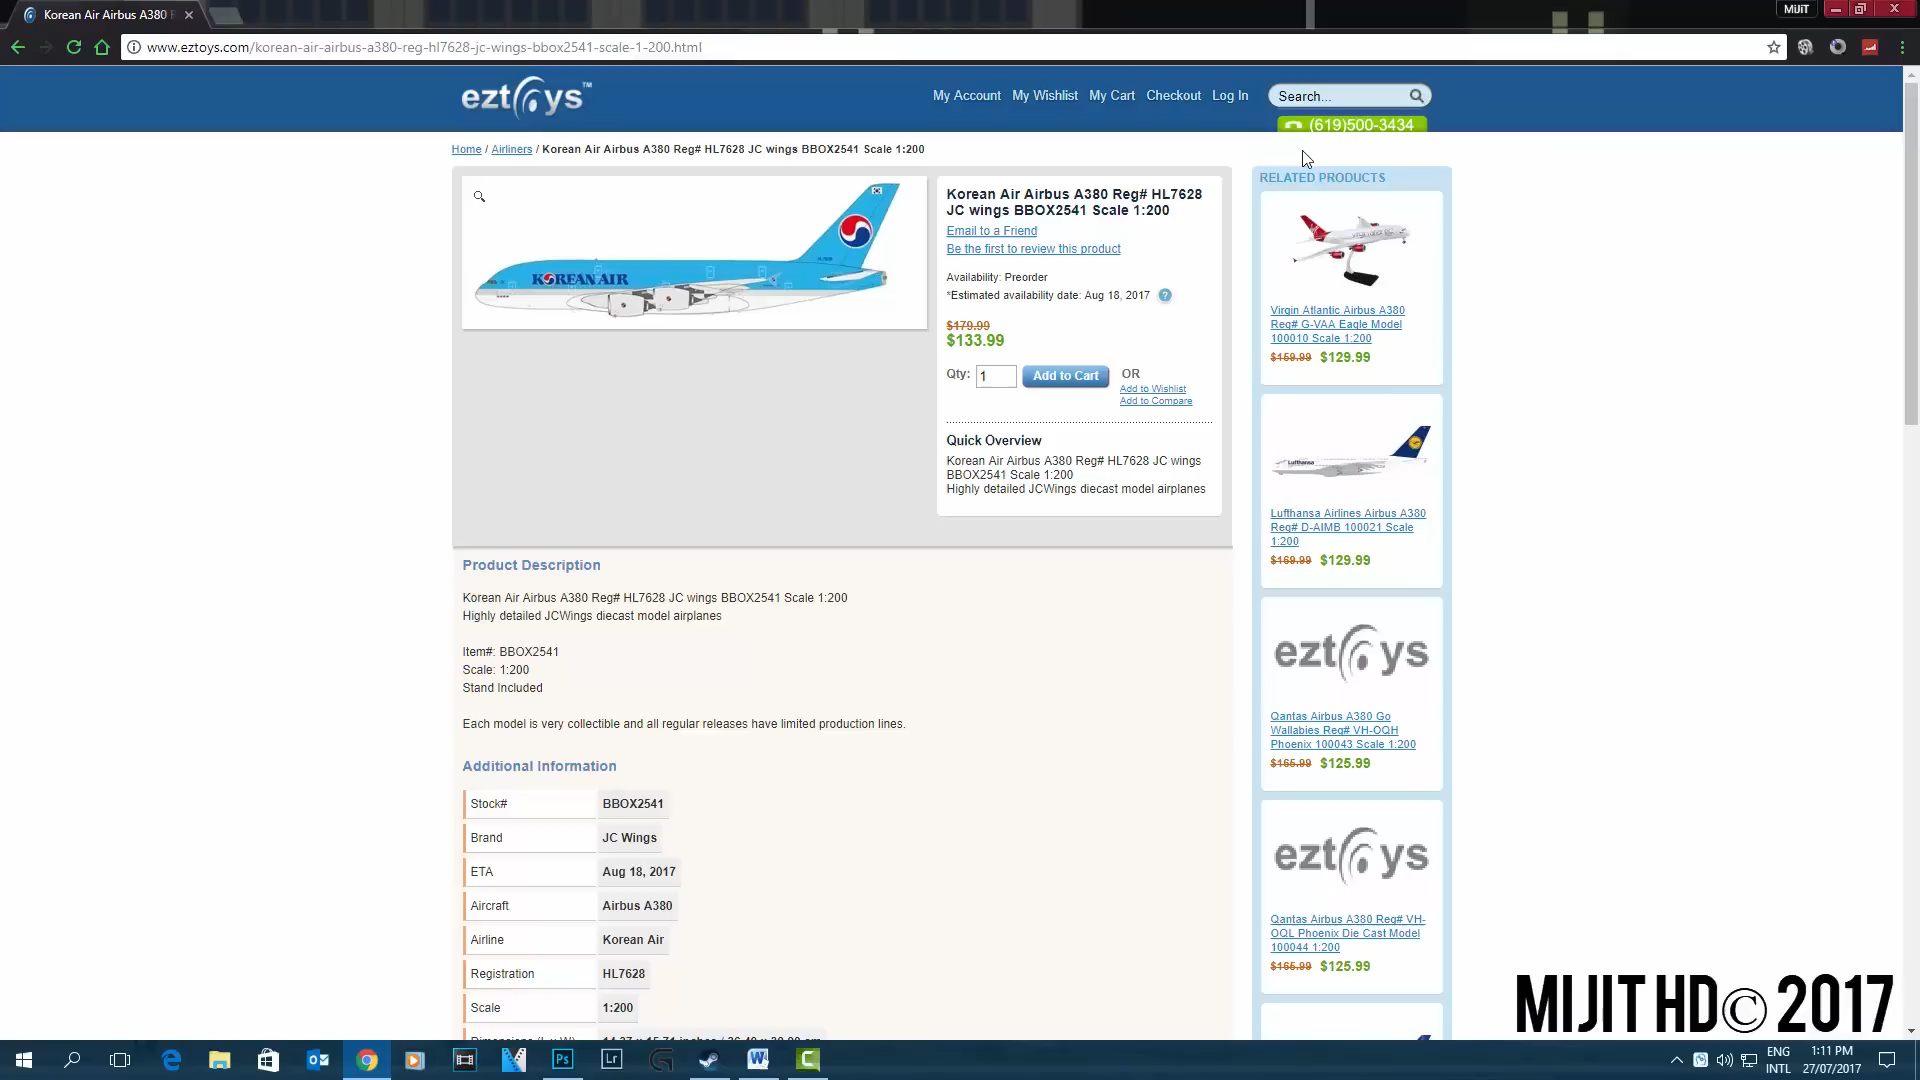 Korean Air Airbus A380
MIJIT
www.eztoys.com/korean-air-airbus-a380-reg-hl7628-jc-wings-bbox2541-scale-1-200.html
eztoys™
My Account My Wishlist My Cart Checkout Log In
Search...
(619)500-3434
Home / Airliners / Korean Air Airbus A380 Reg# HL7628 JC wings BBOX2541 Scale 1:200
KOREAN AIR
Korean Air Airbus A380 Reg# HL7628
JC wings BBOX2541 Scale 1:200
Email to a Friend
Be the first to review this product
Availability: Preorder
*Estimated availability date: Aug 18, 2017 ?
$179.99
$133.99
Qty: 1 Add to Cart OR
Add to Wishlist
Add to Compare
Quick Overview
Korean Air Airbus A380 Reg# HL7628 JC wings
BBOX2541 Scale 1:200
Highly detailed JCWings diecast model airplanes
Product Description
Korean Air Airbus A380 Reg# HL7628 JC wings BBOX2541 Scale 1:200
Highly detailed JCWings diecast model airplanes
Item#: BBOX2541
Scale: 1:200
Stand Included
Each model is very collectible and all regular releases have limited production lines.
Additional Information
Stock# BBOX2541
Brand JC Wings
ETA Aug 18, 2017
Aircraft Airbus A380
Airline Korean Air
Registration HL7628
Scale 1:200
RELATED PRODUCTS
Virgin Atlantic Airbus A380
Reg# G-VAA Eagle Model
100010 Scale 1:200
$159.99 $129.99
Lufthansa
Lufthansa Airlines Airbus A380
Reg# D-AIMB 100021 Scale
1:200
$169.99 $129.99
eztoys
Qantas Airbus A380 Go
Wallabies Reg# VH-OQH
Phoenix 100043 Scale 1:200
$165.99 $125.99
eztoys
Qantas Airbus A380 Reg# VH-
OQL Phoenix Die Cast Model
100044 1:200
$165.99 $125.99
MIJIT HD© 2017
Ps
Lr
ENG
INTL
1:11 PM
27/07/2017